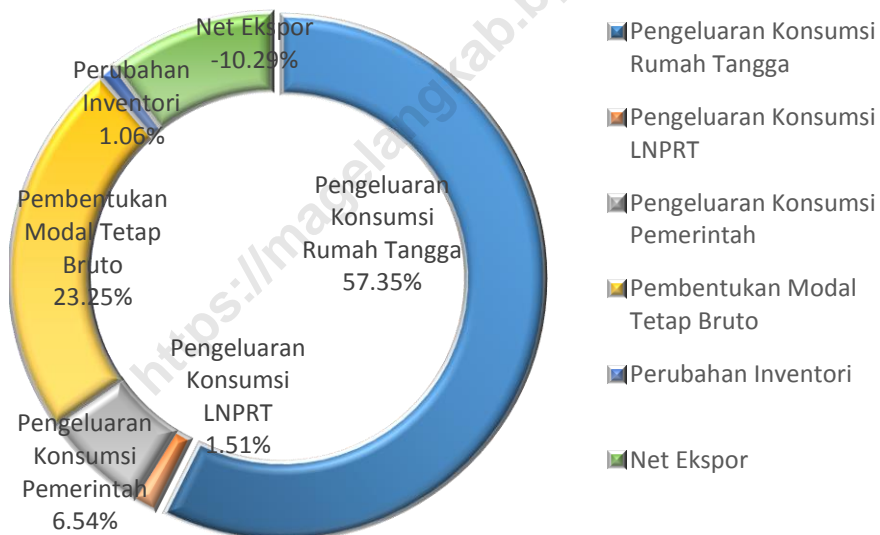 Net Ekspor
-10.29%
Perubahan
Inventori
1.06%
Pembentukan
Modal Tetap
Bruto
23.25%
Pengeluaran
Konsumsi
Rumah Tangga
57.35%
Pengeluaran
Konsumsi
LNPRT
1.51%
Pengeluaran
Konsumsi
Pemerintah
6.54%
Pengeluaran Konsumsi
Rumah Tangga
Pengeluaran Konsumsi
LNPRT
Pengeluaran Konsumsi
Pemerintah
Pembentukan Modal
Tetap Bruto
Perubahan Inventori
Net Ekspor
https://magelangkab.b